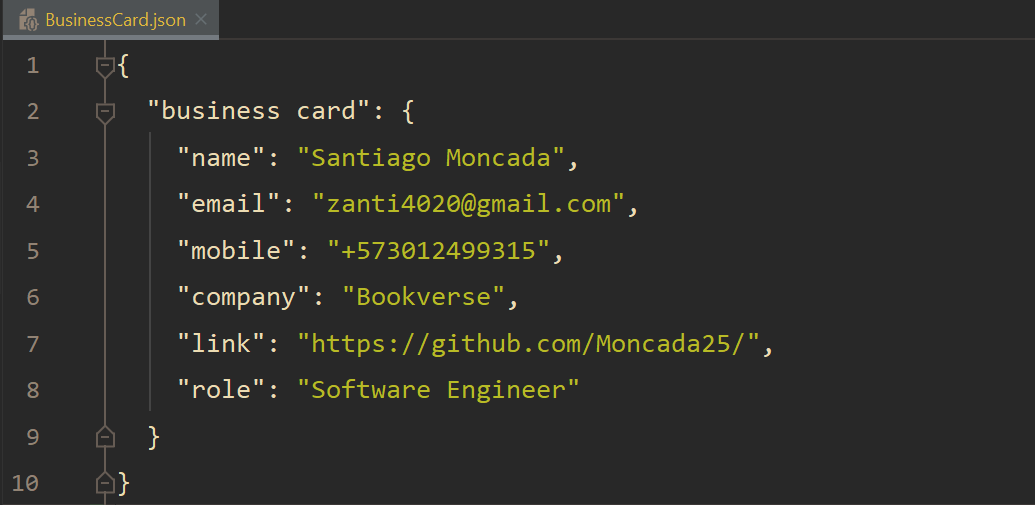 BusinessCard.json
1 {
2 "business card": {
3 "name": "Santiago Moncada",
4 "email": "zanti4020@gmail.com",
5 "mobile": "+573012499315",
6 "company": "Bookverse",
7 "link": "https://github.com/Moncada25/",
8 "role": "Software Engineer"
9 }
10 }